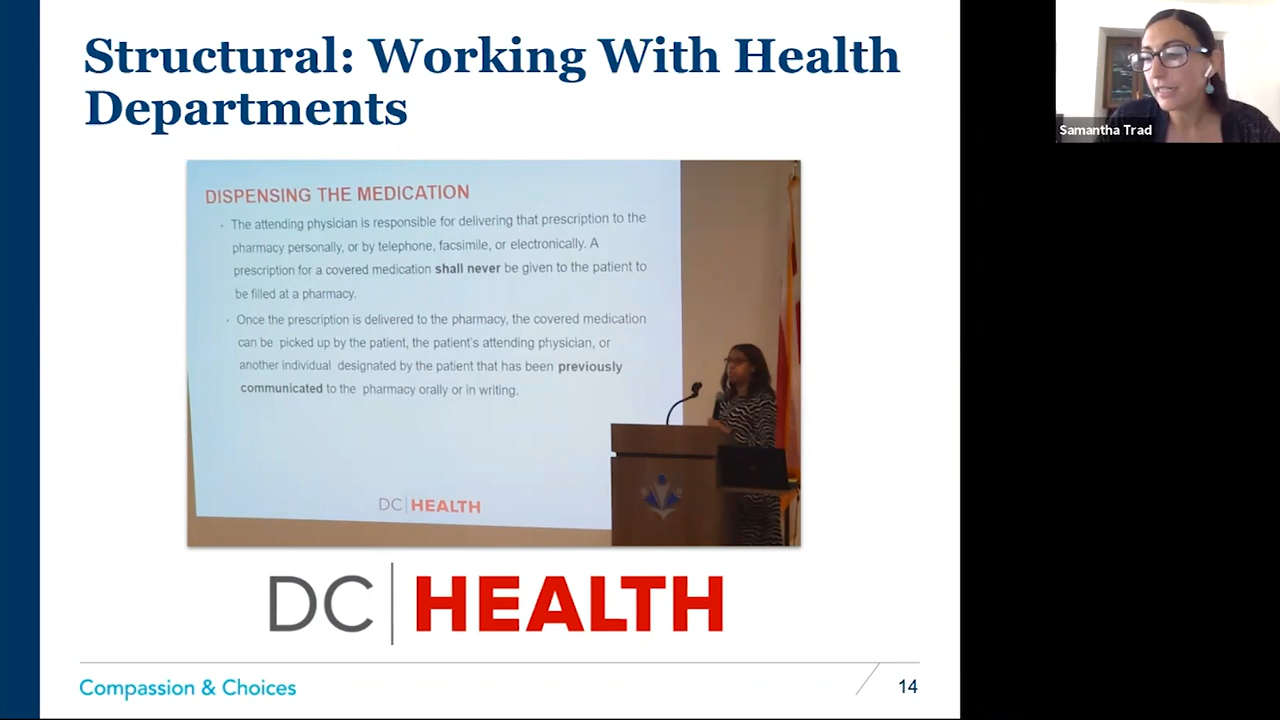 Structural: Working With Health
Departments
Samantha Trad
DISPENSING THE MEDICATION
· The attending physician is responsible for delivering that prescription to the
pharmacy personally, or by telephone, facsimile, or electronically. A
prescription for a covered medication shall never be given to the patient to
be filled at a pharmacy.
· Once the prescription is delivered to the pharmacy, the covered medication
can be picked up by the patient, the patient's attending physician, or
another individual designated by the patient that has been previously
communicated to the pharmacy orally or in writing.
DC|HEALTH
DC|HEALTH
Compassion & Choices
14